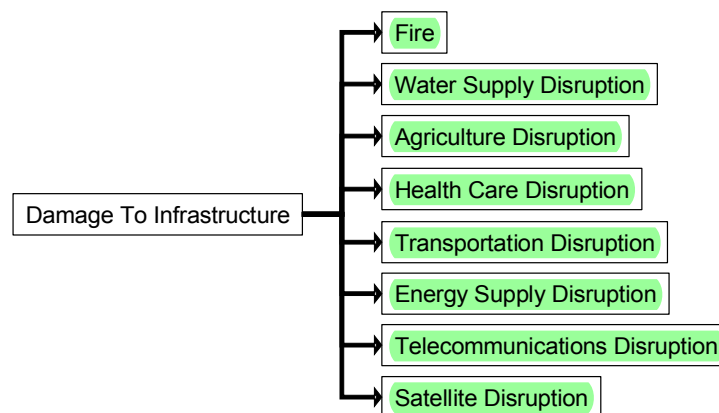 Fire
Water Supply Disruption
Agriculture Disruption
Health Care Disruption
Damage To Infrastructure
Transportation Disruption
Energy Supply Disruption
Telecommunications Disruption
Satellite Disruption